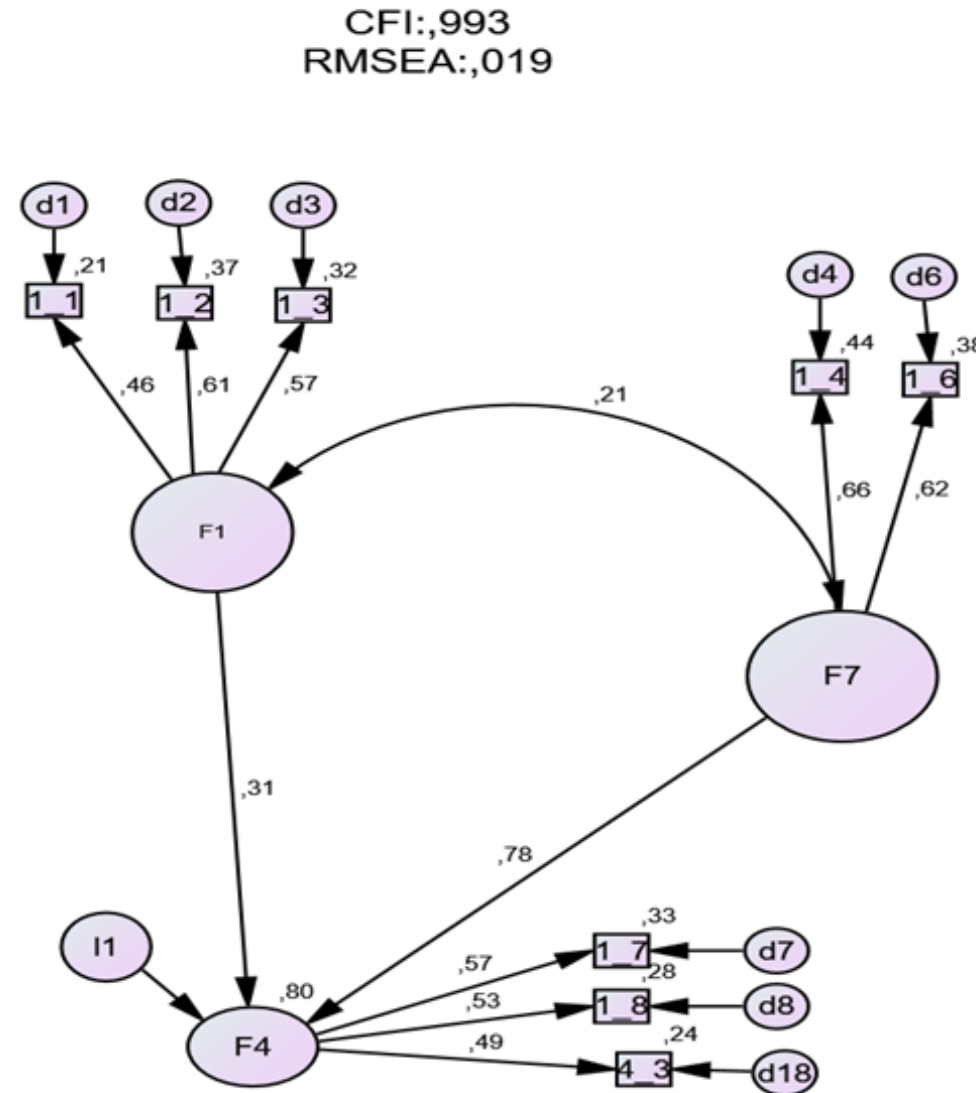 CFI:,993
RMSEA:,019
d1
d2
d3
,21
,37
,32
1_1
1_2
1_3
d4
d6
,44
,38
1_4
1_6
,46
,61
,57
,21
,66
,62
F1
F7
,31
,78
I1
,80
F4
,57
,53
,49
,33
1_7
d7
,28
1_8
d8
,24
4_3
d18